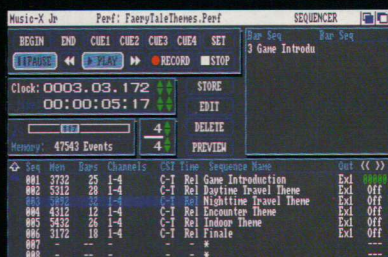 Music-X Jr Perf: FaeryTaleThemes.Perf SEQUENCER
BEGIN END CUE1 CUE2 CUE3 CUE4 SET
PAUSE PLAY RECORD STOP
Bar Seq Bar Seq
3 Game Introdu
Clock: 0003.03.172 STORE
00:00:05:17 EDIT
4 DELETE
Memory: 47543 Events 4 PREVIEW
Seq Mem Bars Channels CST Time Sequence Name Out (( ))
001 3732 25 1-4 C-T Rel Game Introduction Ex1
002 5312 28 1-4 C-T Rel Daytime Travel Theme Ex1 Off
003 5092 32 1-4 C-T Rel Nighttime Travel Theme Ex1 Off
004 4312 12 1-4 C-T Rel Encounter Theme Ex1 Off
005 5432 26 1-4 C-T Rel Indoor Theme Ex1 Off
006 3172 18 1-4 C-T Rel Finale Ex1 Off
007 - -- - - - * ---
008 - -- - - - * ---